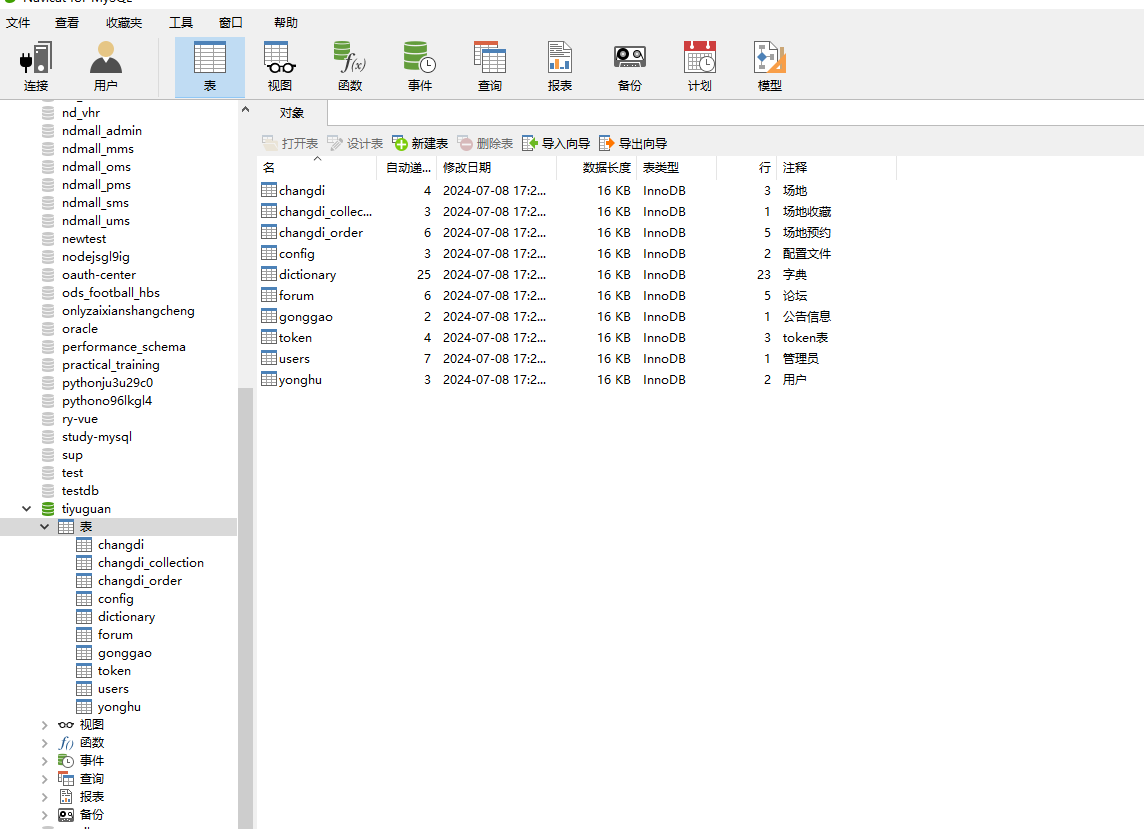 Navicat for MySQL
文件 查看 收藏夹 工具 窗口 帮助
连接 用户 表 视图 函数 事件 查询 报表 备份 计划 模型
nd_vhr
ndmall_admin
ndmall_mms
ndmall_oms
ndmall_pms
ndmall_sms
ndmall_ums
newtest
nodejsgl9ig
oauth-center
ods_football_hbs
onlyzaixianshangcheng
oracle
performance_schema
practical_training
pythonju3u29c0
pythono96lkgl4
ry-vue
study-mysql
sup
test
testdb
tiyuguan
表
changdi
changdi_collection
changdi_order
config
dictionary
forum
gonggao
token
users
yonghu
视图
函数
事件
查询
报表
备份
对象
打开表 设计表 新建表 删除表 导入向导 导出向导
名 自动递... 修改日期 数据长度 表类型 行 注释
changdi 4 2024-07-08 17:2... 16 KB InnoDB 3 场地
changdi_collec... 3 2024-07-08 17:2... 16 KB InnoDB 1 场地收藏
changdi_order 6 2024-07-08 17:2... 16 KB InnoDB 5 场地预约
config 3 2024-07-08 17:2... 16 KB InnoDB 2 配置文件
dictionary 25 2024-07-08 17:2... 16 KB InnoDB 23 字典
forum 6 2024-07-08 17:2... 16 KB InnoDB 5 论坛
gonggao 2 2024-07-08 17:2... 16 KB InnoDB 1 公告信息
token 4 2024-07-08 17:2... 16 KB InnoDB 3 token表
users 7 2024-07-08 17:2... 16 KB InnoDB 1 管理员
yonghu 3 2024-07-08 17:2... 16 KB InnoDB 2 用户